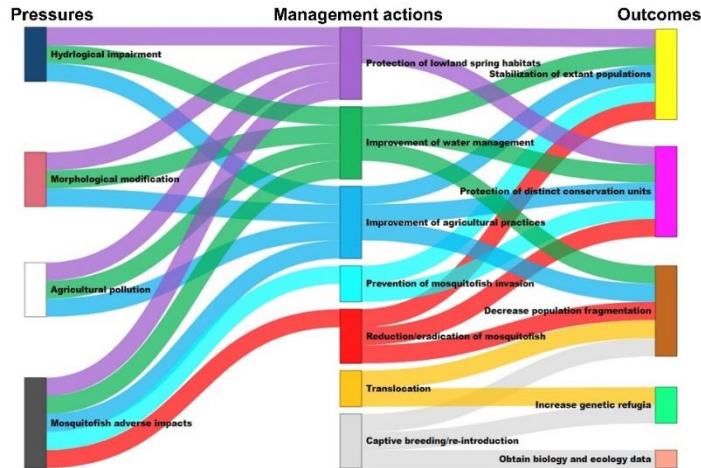 Pressures
Management actions
Outcomes
Hydrlogical impairment
Morphological modification
Agricultural pollution
Mosquitofish adverse impacts
Protection of lowland spring habitats
Improvement of water management
Improvement of agricultural practices
Prevention of mosquitofish invasion
Reduction/eradication of mosquitofish
Translocation
Captive breeding/re-introduction
Stabilization of extant populations
Protection of distinct conservation units
Decrease population fragmentation
Increase genetic refugia
Obtain biology and ecology data